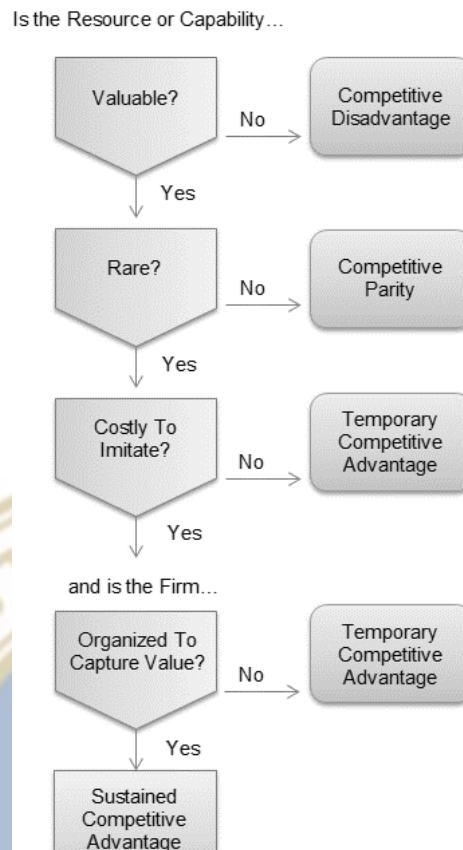 Is the Resource or Capability…
Valuable?
No
Competitive
Disadvantage
Yes
Rare?
No
Competitive
Parity
Yes
Costly To
Imitate?
No
Temporary
Competitive
Advantage
Yes
and is the Firm…
Organized To
Capture Value?
No
Temporary
Competitive
Advantage
Yes
Sustained
Competitive
Advantage